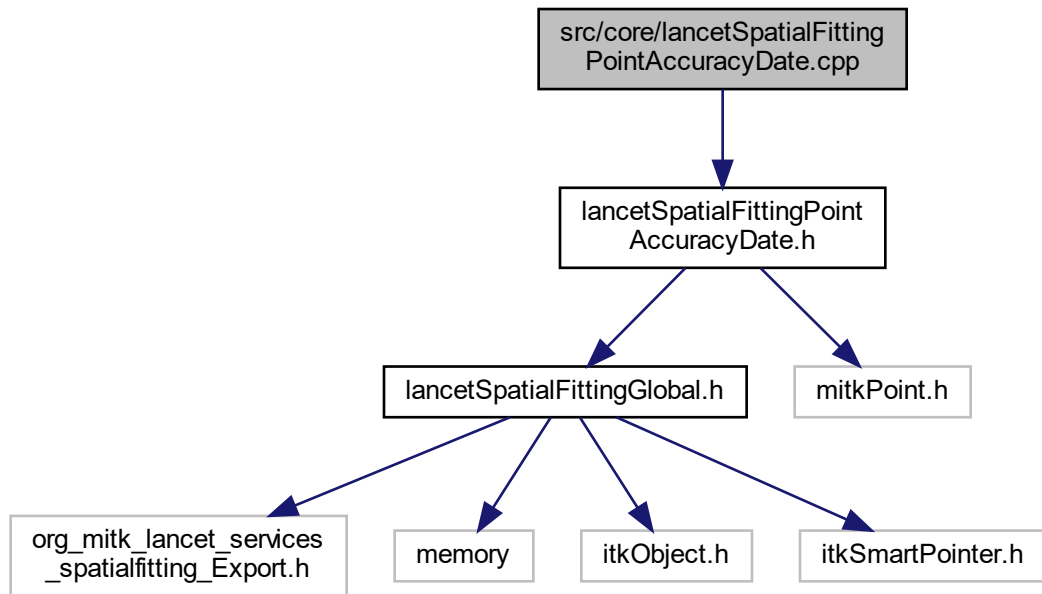 src/core/lancetSpatialFitting
PointAccuracyDate.cpp
lancetSpatialFittingPoint
AccuracyDate.h
lancetSpatialFittingGlobal.h
mitkPoint.h
org_mitk_lancet_services
_spatialfitting_Export.h
memory
itkObject.h
itkSmartPointer.h